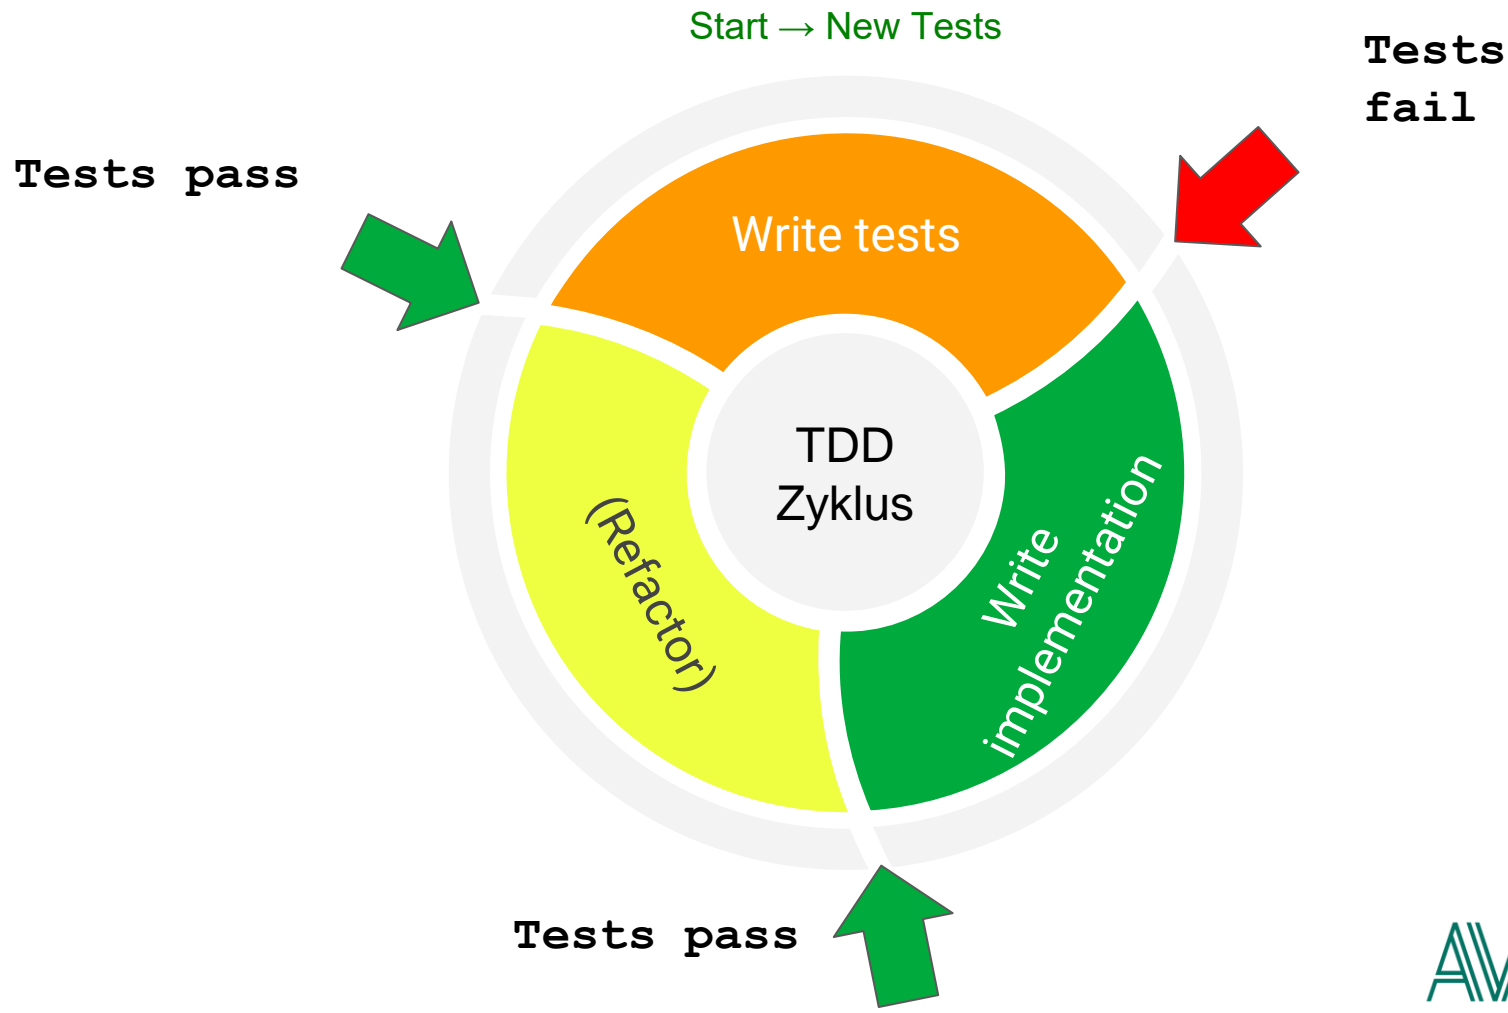 Start → New Tests
Tests
fail
Tests pass
Write tests
TDD
Zyklus
Write
implementation
(Refactor)
Tests pass